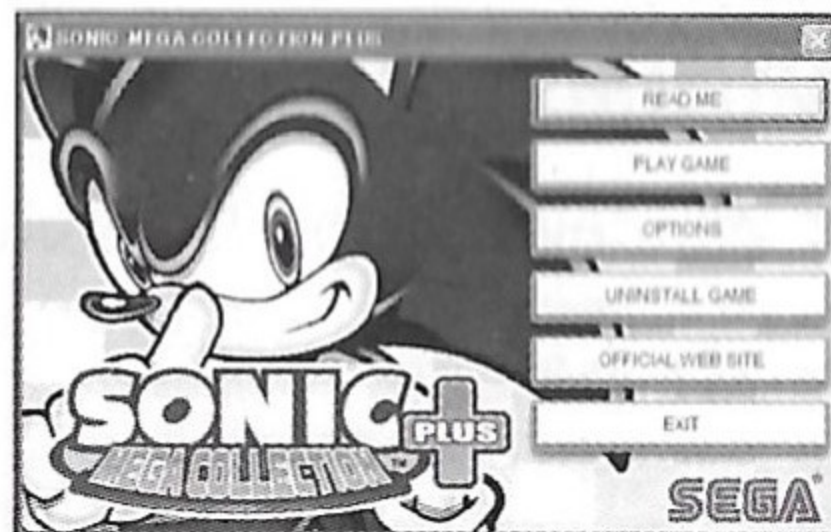 SONIC MEGA COLLECTION PLUS
READ ME
PLAY GAME
OPTIONS
UNINSTALL GAME
OFFICIAL WEB SITE
EXIT
SONIC
MEGA COLLECTION™
PLUS
SEGA®